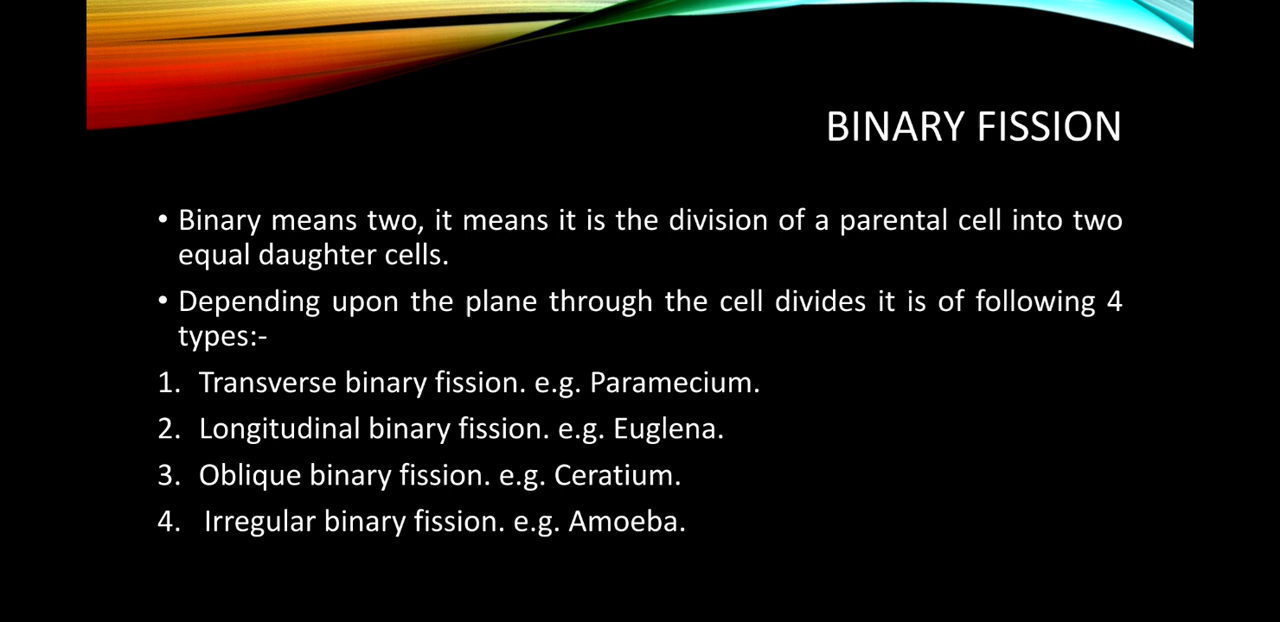 BINARY FISSION
• Binary means two, it means it is the division of a parental cell into two
equal daughter cells.
• Depending upon the plane through the cell divides it is of following 4
types:-
1. Transverse binary fission. e.g. Paramecium.
2. Longitudinal binary fission. e.g. Euglena.
3. Oblique binary fission. e.g. Ceratium.
4. Irregular binary fission. e.g. Amoeba.